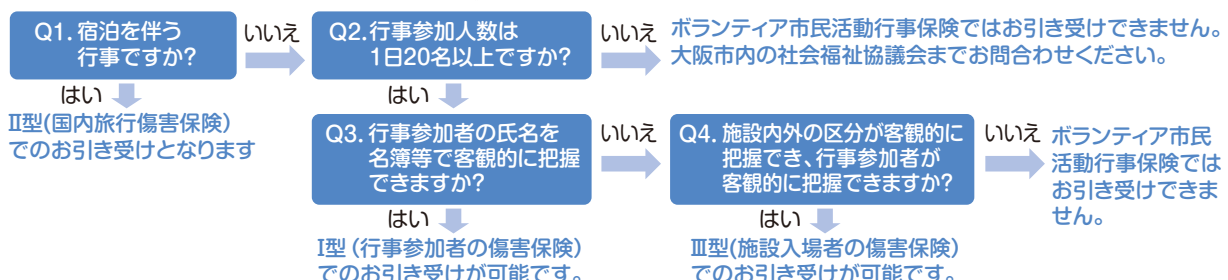 Q1. 宿泊を伴う
行事ですか?
いいえ
Q2.行事参加人数は
1日20名以上ですか?
いいえ
ボランティア市民活動行事保険ではお引き受けできません。
大阪市内の社会福祉協議会までお問合わせください。
はい
はい
Ⅱ型(国内旅行傷害保険)
でのお引き受けとなります
Q3.行事参加者の氏名を
名簿等で客観的に把握
できますか?
いいえ
Q4.施設内外の区分が客観的に
把握でき、行事参加者が
客観的に把握できますか?
いいえ
ボランティア市民
活動行事保険では
お引き受けできま
せん。
はい
はい
Ⅰ型(行事参加者の傷害保険)
でのお引き受けが可能です。
Ⅲ型(施設入場者の傷害保険)
でのお引き受けが可能です。